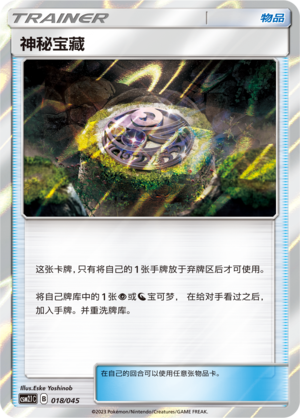 TRAINER 物品
神秘宝藏
这张卡牌,只有将自己的1张手牌放于弃牌区后才可使用。
将自己牌库中的1张或宝可梦,在给对手看过之后,
加入手牌。并重洗牌库。
在自己的回合可以使用任意张物品卡。
Illus.Eske Yoshinob
B 018/045
©2023 Pokémon/Nintendo/Creatures/GAME FREAK.